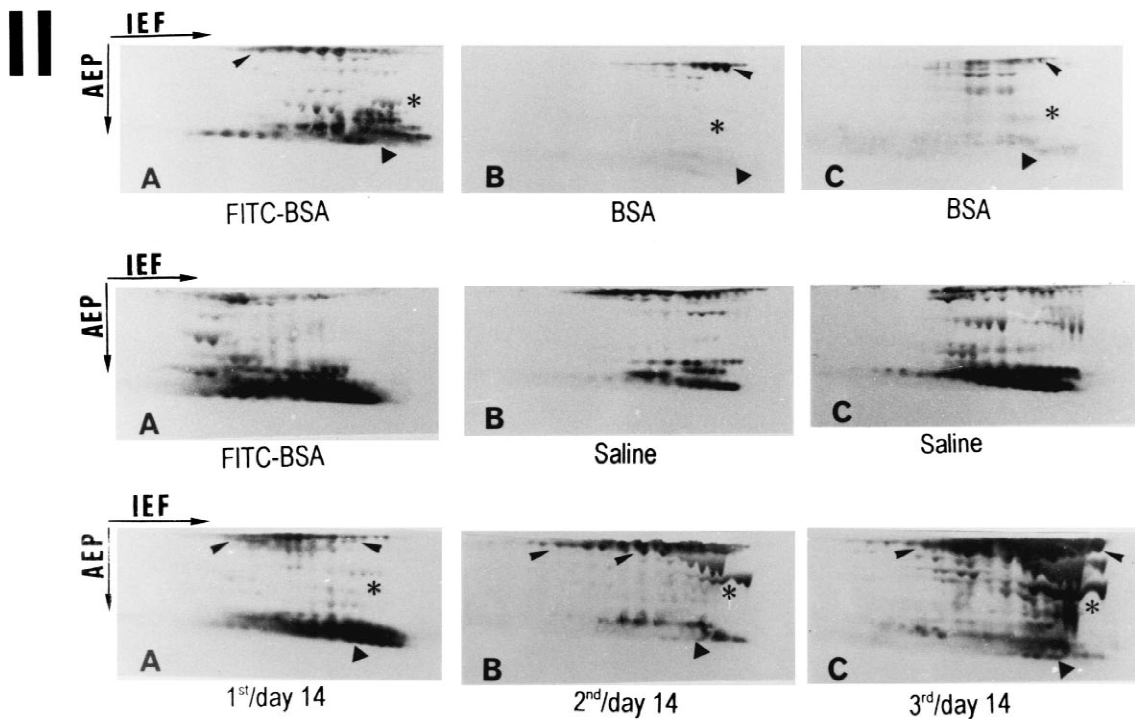 II
IEF
AEP
*
*
*
A
B
C
FITC-BSA
BSA
BSA
IEF
AEP
A
B
C
FITC-BSA
Saline
Saline
IEF
AEP
*
*
*
A
B
C
1st/day 14
2nd/day 14
3rd/day 14